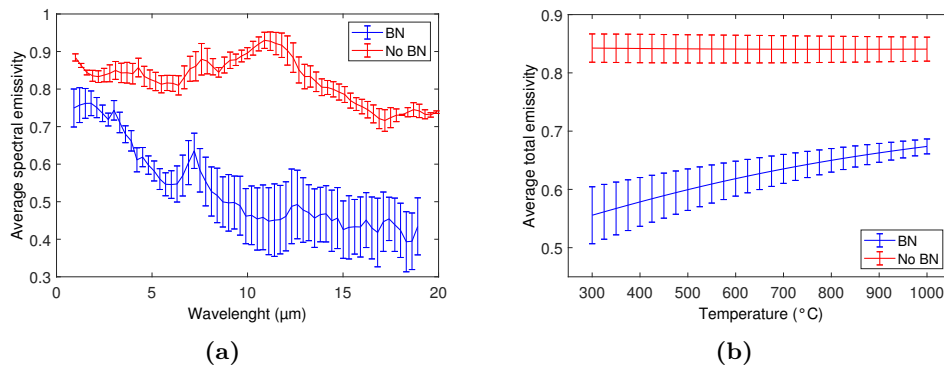 BN
No BN
1
0.9
0.8
0.7
0.6
0.5
0.4
0.3
0
5
10
15
20
Average spectral emissivity
Wavelenght (µm)
(a)
0.9
0.8
0.7
0.6
0.5
300
400
500
600
700
800
900
1000
Average total emissivity
Temperature (°C)
BN
No BN
(b)